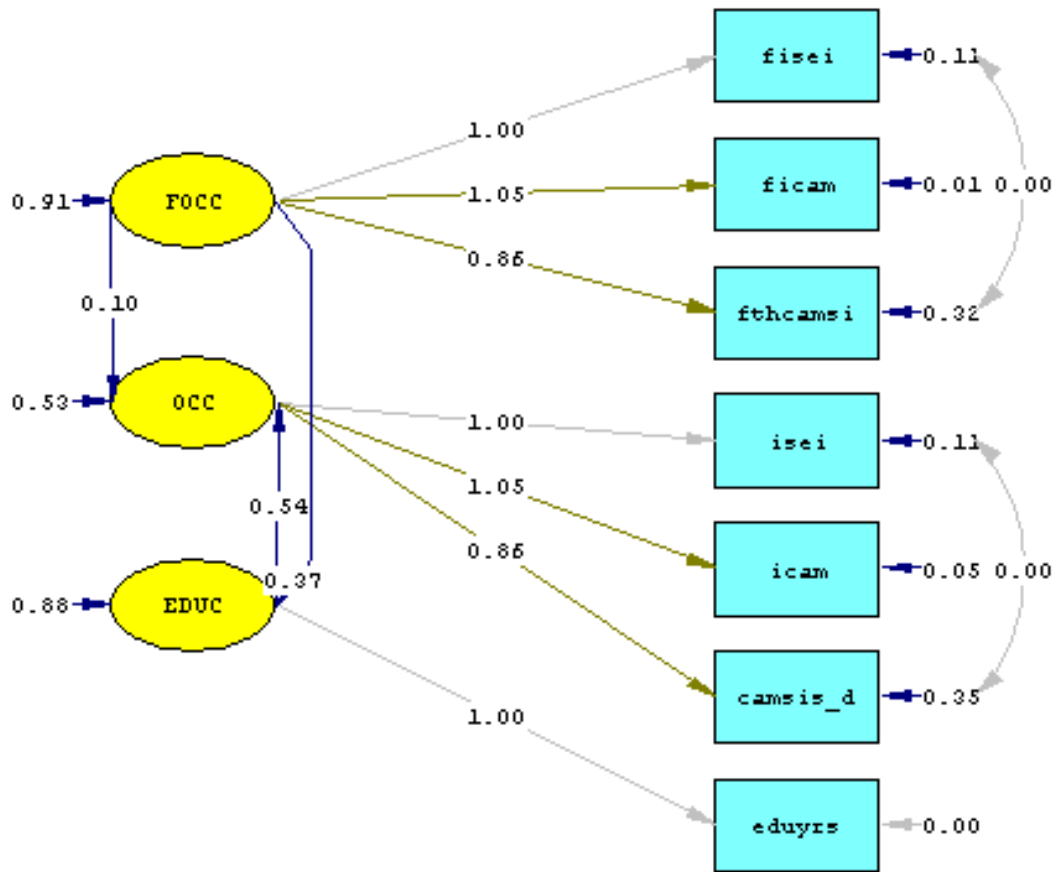 fisei
0.11
1.00
ficam
0.91
FOCC
1.05
0.01
0.00
0.86
0.10
fthcamsi
0.32
0.53
OCC
1.00
isei
0.11
1.05
0.54
0.86
0.37
icam
0.05
0.00
0.88
EDUC
camsis_d
0.35
1.00
eduyrs
0.00